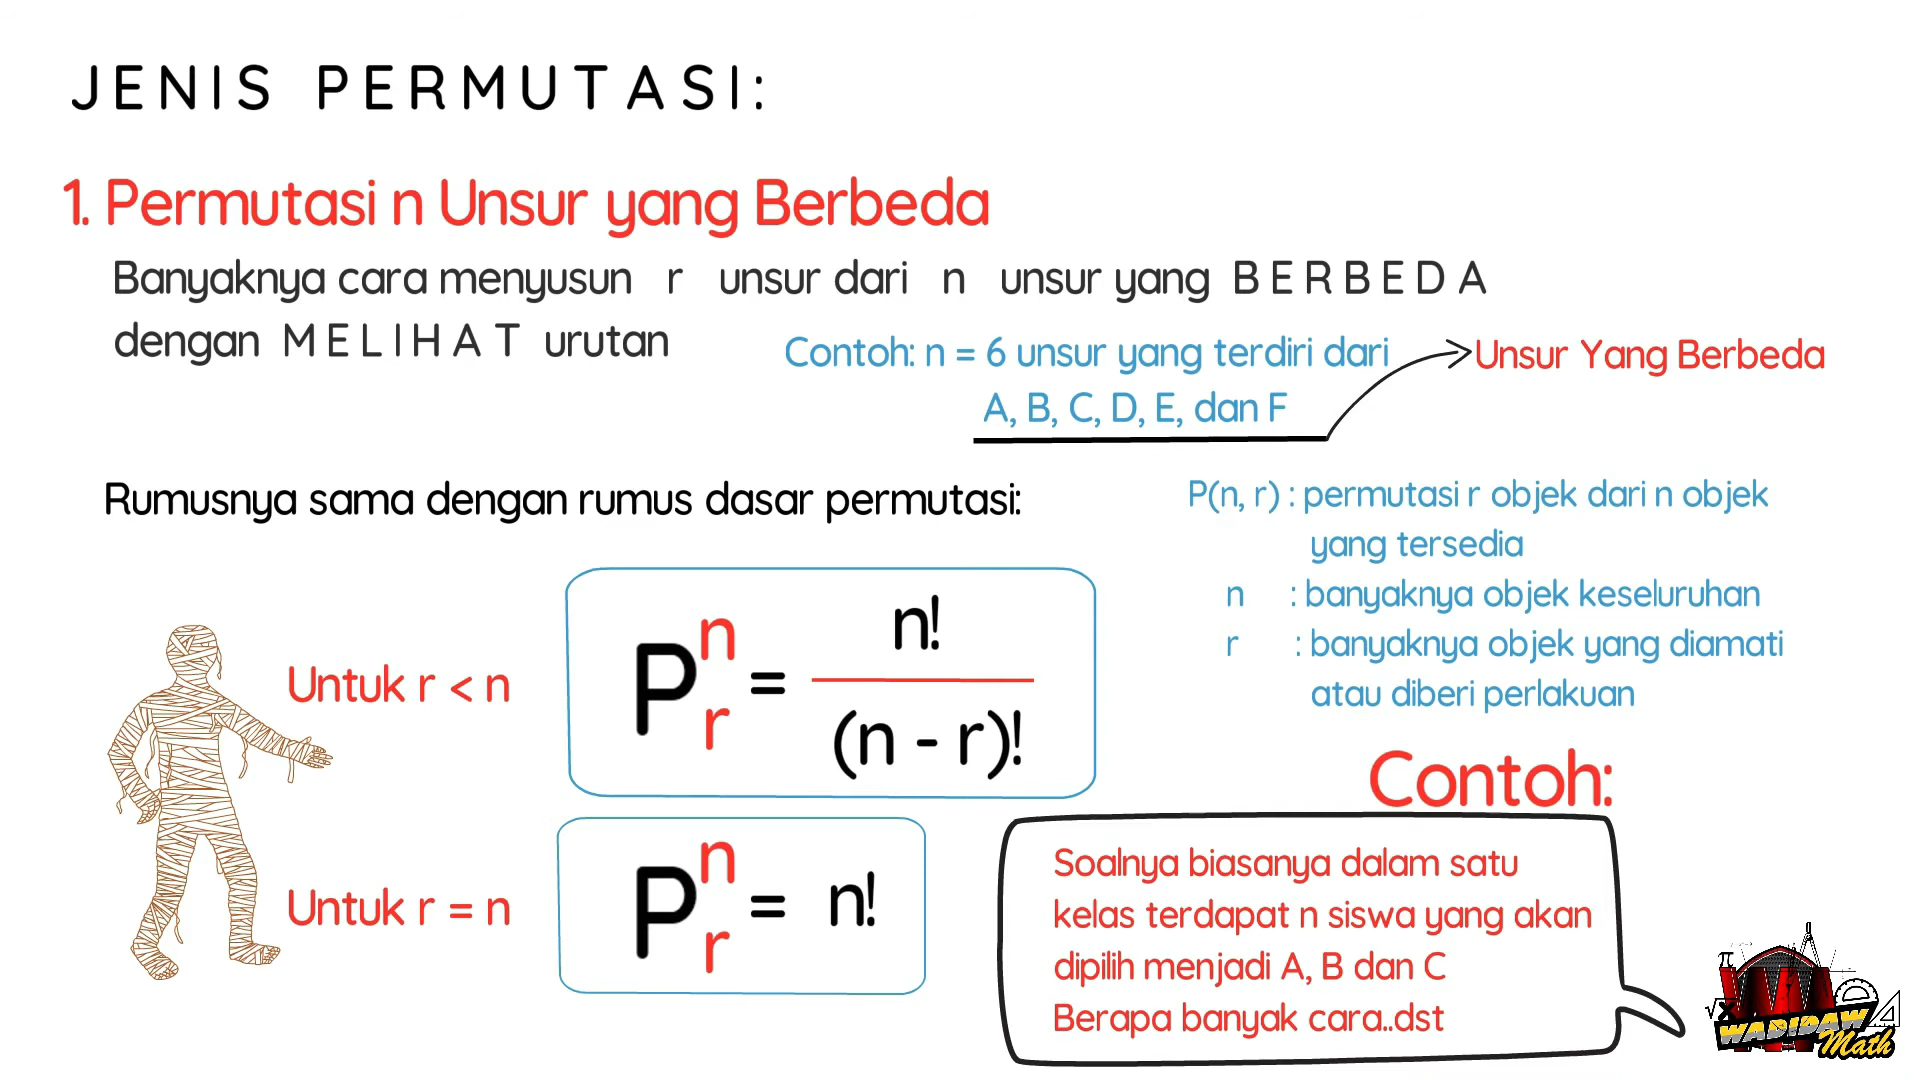 JENIS PERMUTASI:
1. Permutasi n Unsur yang Berbeda
Banyaknya cara menyusun r unsur dari n unsur yang BERBEDA
dengan MELIHAT urutan
Contoh: n = 6 unsur yang terdiri dari
A, B, C, D, E, dan F
Unsur Yang Berbeda
Rumusnya sama dengan rumus dasar permutasi:
P(n, r) : permutasi r objek dari n objek
yang tersedia
n : banyaknya objek keseluruhan
r : banyaknya objek yang diamati
atau diberi perlakuan
Untuk r < n
P^n_r = n! / (n - r)!
Untuk r = n
P^n_r = n!
Contoh:
Soalnya biasanya dalam satu
kelas terdapat n siswa yang akan
dipilih menjadi A, B dan C
Berapa banyak cara..dst
π
√x
WADIDAW
Math